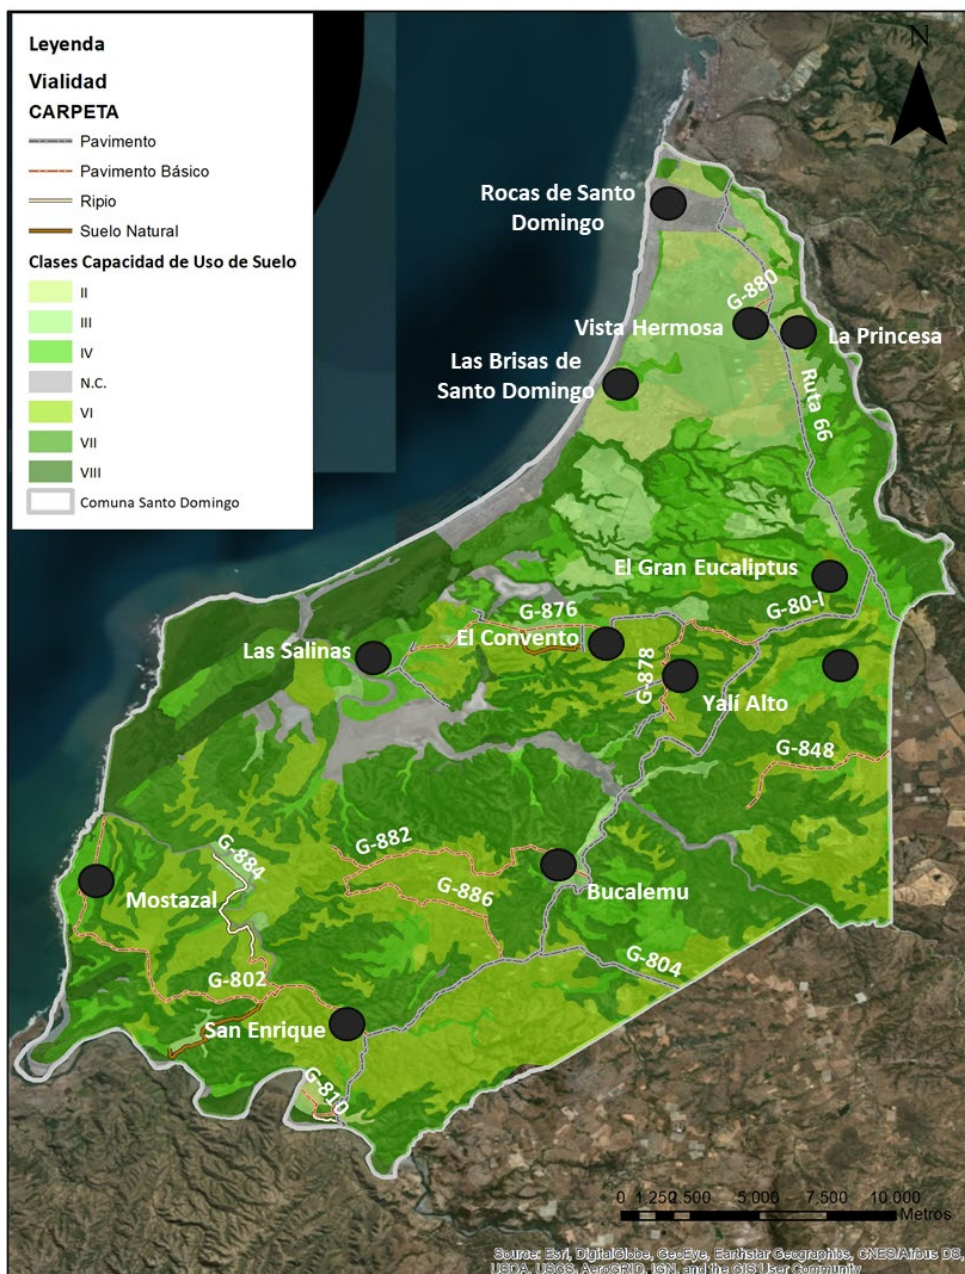 Leyenda
Vialidad
CARPETA
Pavimento
Pavimento Básico
Ripio
Suelo Natural
Clases Capacidad de Uso de Suelo
II
III
IV
N.C.
VI
VII
VIII
Comuna Santo Domingo
N
Rocas de Santo
Domingo
G-880
Vista Hermosa
La Princesa
Las Brisas de
Santo Domingo
Ruta 66
El Gran Eucaliptus
G-80-I
G-876
El Convento
Las Salinas
G-878
Yalí Alto
G-848
G-882
G-884
G-886
Bucalemu
Mostazal
G-804
G-802
San Enrique
G-810
0 1.250 2.500 5.000 7.500 10.000
Metros
Source: Esri, DigitalGlobe, GeoEye, Earthstar Geographics, CNES/Airbus DS,
USDA, USGS, AeroGRID, IGN, and the GIS User Community